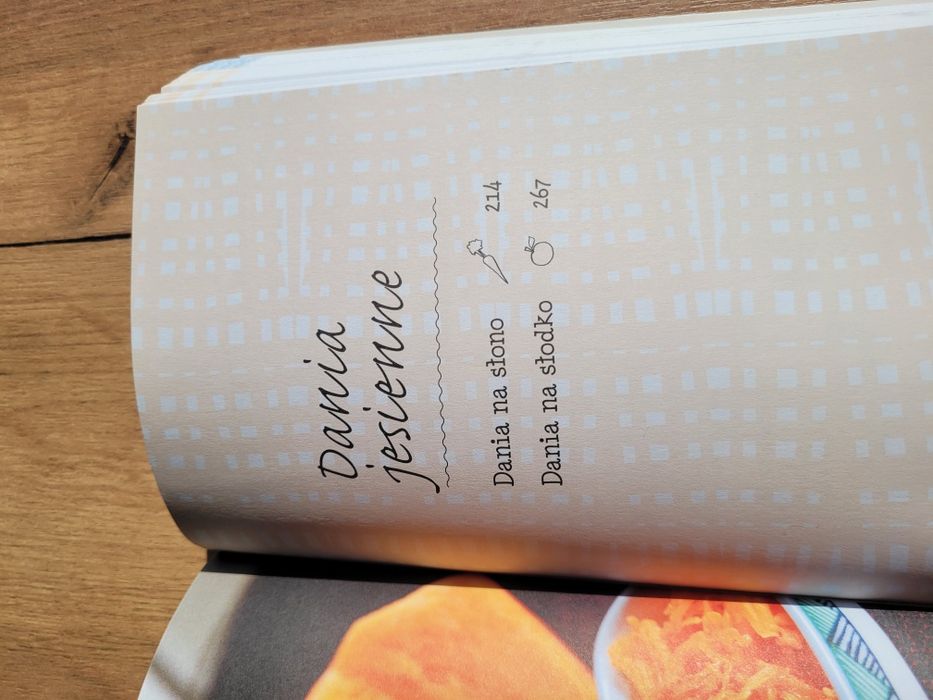 Dania
jesienne
Dania na słono 214
Dania na słodko 267